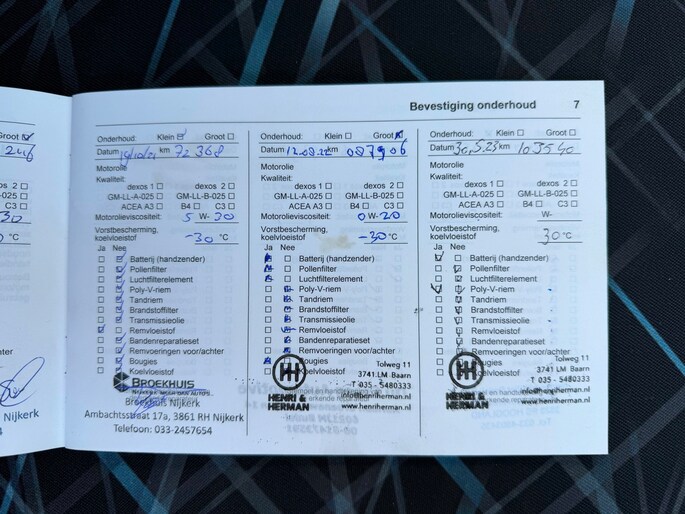 Bevestiging onderhoud 7
Groot
Onderhoud: Klein Groot
Datum km 72 368
Motorolie
Kwaliteit:
dexos 1 dexos 2
GM-LL-A-025 GM-LL-B-025
ACEA A3 B4 C3
Motorolieviscositeit: 5 W- 30
Vorstbescherming,
koelvloeistof -30 °C
Ja Nee
Batterij (handzender)
Pollenfilter
Luchtfilterelement
Poly-V-riem
Tandriem
Brandstoffilter
Transmissieolie
Remvloeistof
Bandenreparatieset
Remvoeringen voor/achter
Bougies
Koelvloeistof
BROEKHUIS
Broekhuis Nijkerk
Ambachtsstraat 17a, 3861 RH Nijkerk
Telefoon: 033-2457654
Onderhoud: Klein Groot
Datum 12.08.22 km 087906
Motorolie
Kwaliteit:
dexos 1 dexos 2
GM-LL-A-025 GM-LL-B-025
ACEA A3 B4 C3
Motorolieviscositeit: 0 W- 20
Vorstbescherming,
koelvloeistof -30 °C
Ja Nee
Batterij (handzender)
Pollenfilter
Luchtfilterelement
Poly-V-riem
Tandriem
Brandstoffilter
Transmissieolie
Remvloeistof
Bandenreparatieset
Remvoeringen voor/achter
Bougies
Koelvloeistof
HENRI &
HERMAN
Tolweg 11
3741 LM Baarn
T 035 - 5480333
info@henriherman.nl
www.henriherman.nl
Onderhoud: Klein Groot
Datum 30.5.23 km 103540
Motorolie
Kwaliteit:
dexos 1 dexos 2
GM-LL-A-025 GM-LL-B-025
ACEA A3 B4 C3
Motorolieviscositeit: W-
Vorstbescherming,
koelvloeistof 30 °C
Ja Nee
Batterij (handzender)
Pollenfilter
Luchtfilterelement
Poly-V-riem
Tandriem
Brandstoffilter
Transmissieolie
Remvloeistof
Bandenreparatieset
Remvoeringen voor/achter
Bougies
Koelvloeistof
HENRI &
HERMAN
Tolweg 11
3741 LM Baarn
T 035 - 5480333
info@henriherman.nl
www.henriherman.nl